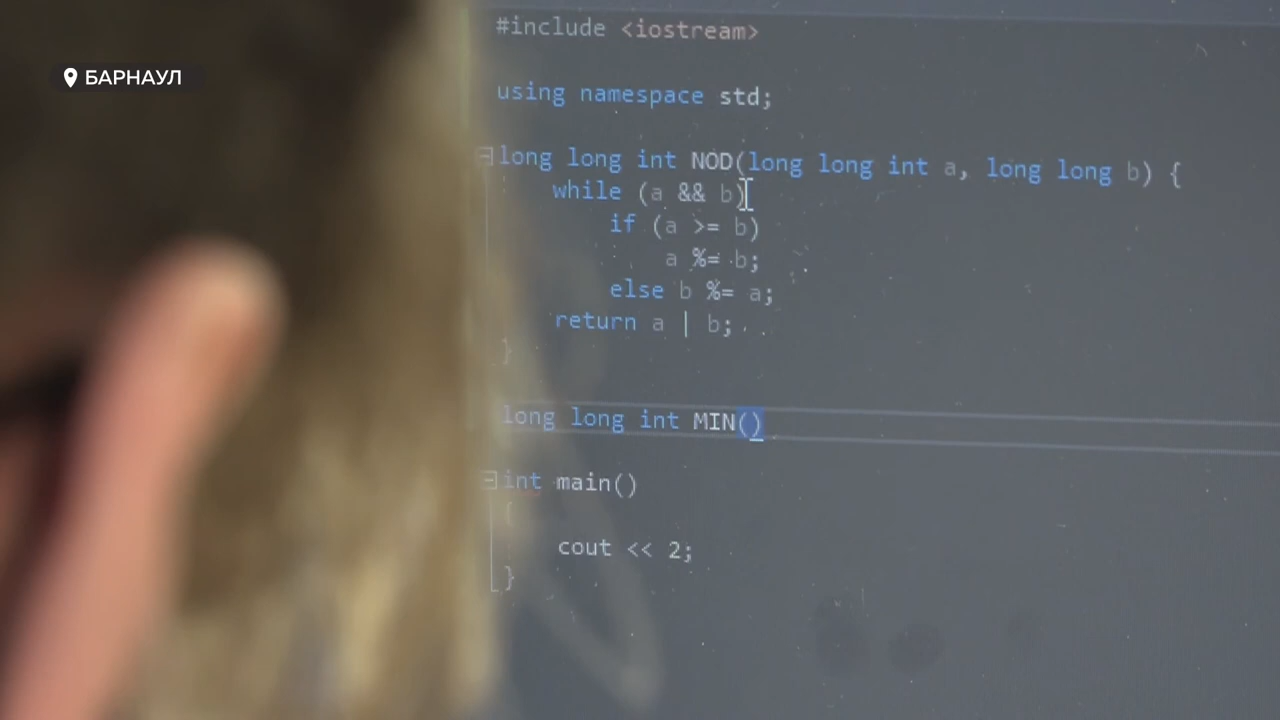 #include <iostream>
БАРНАУЛ
using namespace std;
long long int NOD(long long int a, long long b) {
while (a && b)
if (a >= b)
a %= b;
else b %= a;
return a | b;
}
long long int MIN()
int main()
{
cout << 2;
}